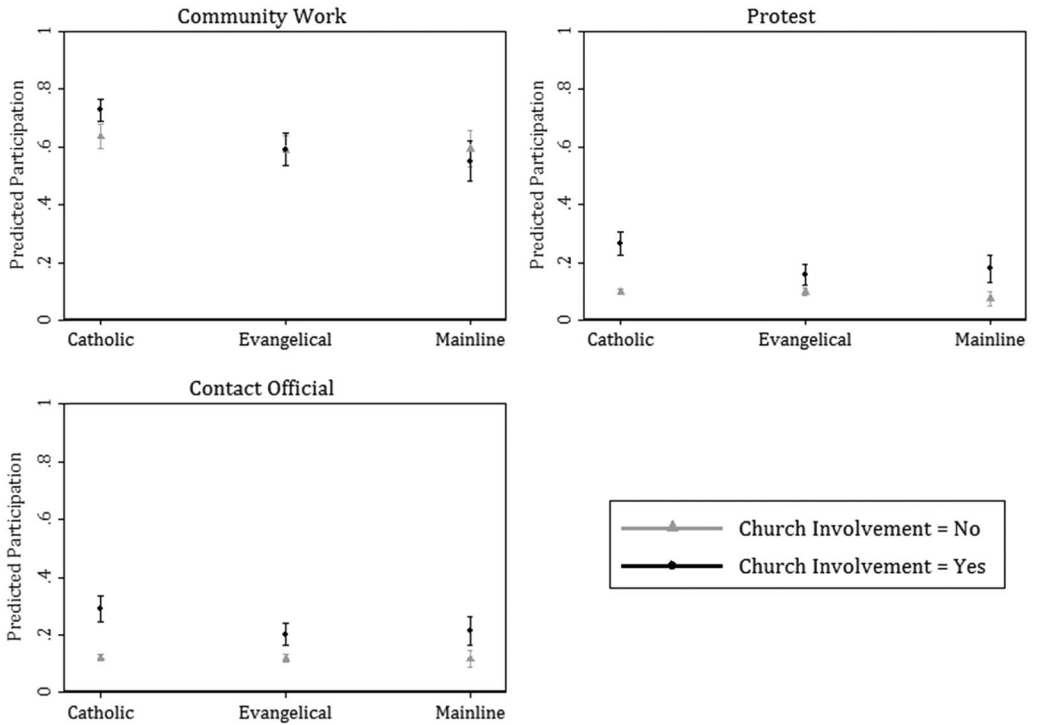 Community Work
Predicted Participation
1
.8
.6
.4
.2
0
Catholic Evangelical Mainline
Protest
Predicted Participation
1
.8
.6
.4
.2
0
Catholic Evangelical Mainline
Contact Official
Predicted Participation
1
.8
.6
.4
.2
0
Catholic Evangelical Mainline
Church Involvement = No
Church Involvement = Yes